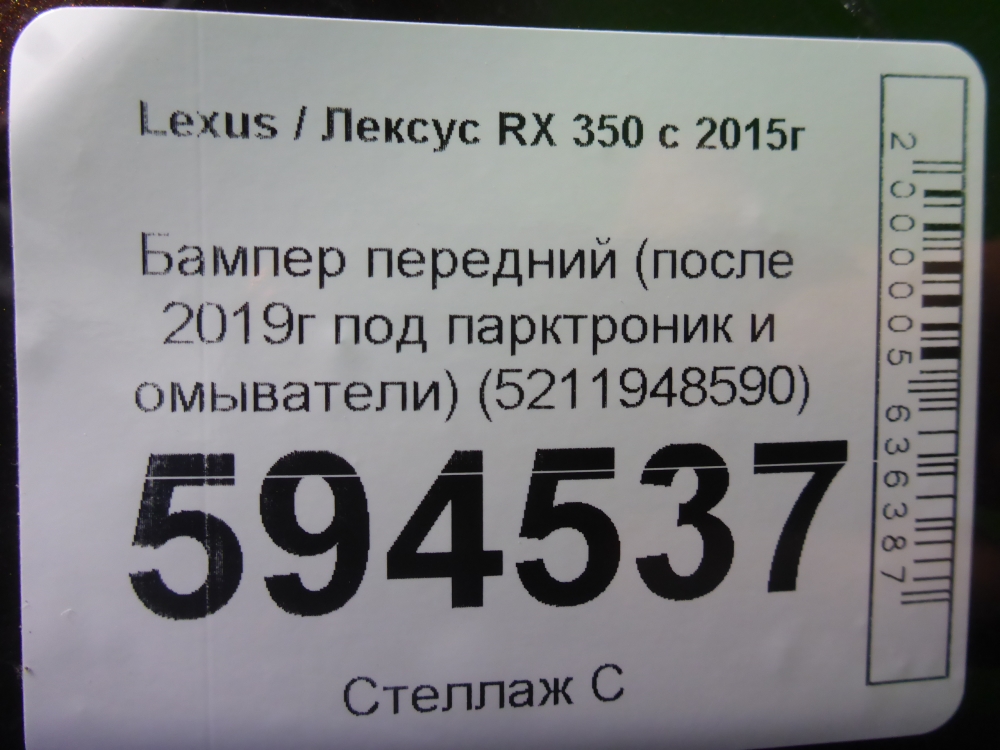 Lexus / Лексус RX 350 с 2015г
Бампер передний (после
2019г под парктроник и
омыватели) (5211948590)
594537
Стеллаж С
2000005636387